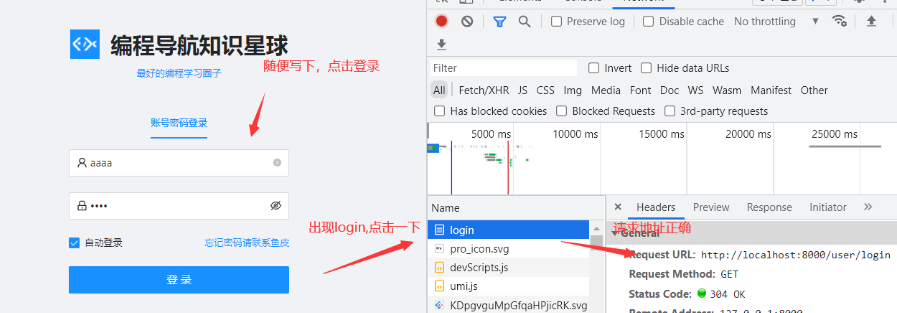 编程导航知识星球
最好的编程学习圈子
随便写下，点击登录
账号密码登录
aaaa
自动登录
忘记密码请联系鱼皮
登 录
出现login,点击一下
Preserve log
Disable cache
No throttling
Filter
Invert
Hide data URLs
All Fetch/XHR JS CSS Img Media Font Doc WS Wasm Manifest Other
Has blocked cookies
Blocked Requests
3rd-party requests
5000 ms
10000 ms
15000 ms
20000 ms
25000 ms
Name
Headers Preview Response Initiator
login
pro_icon.svg
devScripts.js
umi.js
KDpgvguMpGfqaHPjicRK.svg
请求地址正确
General
Request URL: http://localhost:8000/user/login
Request Method: GET
Status Code: 304 OK